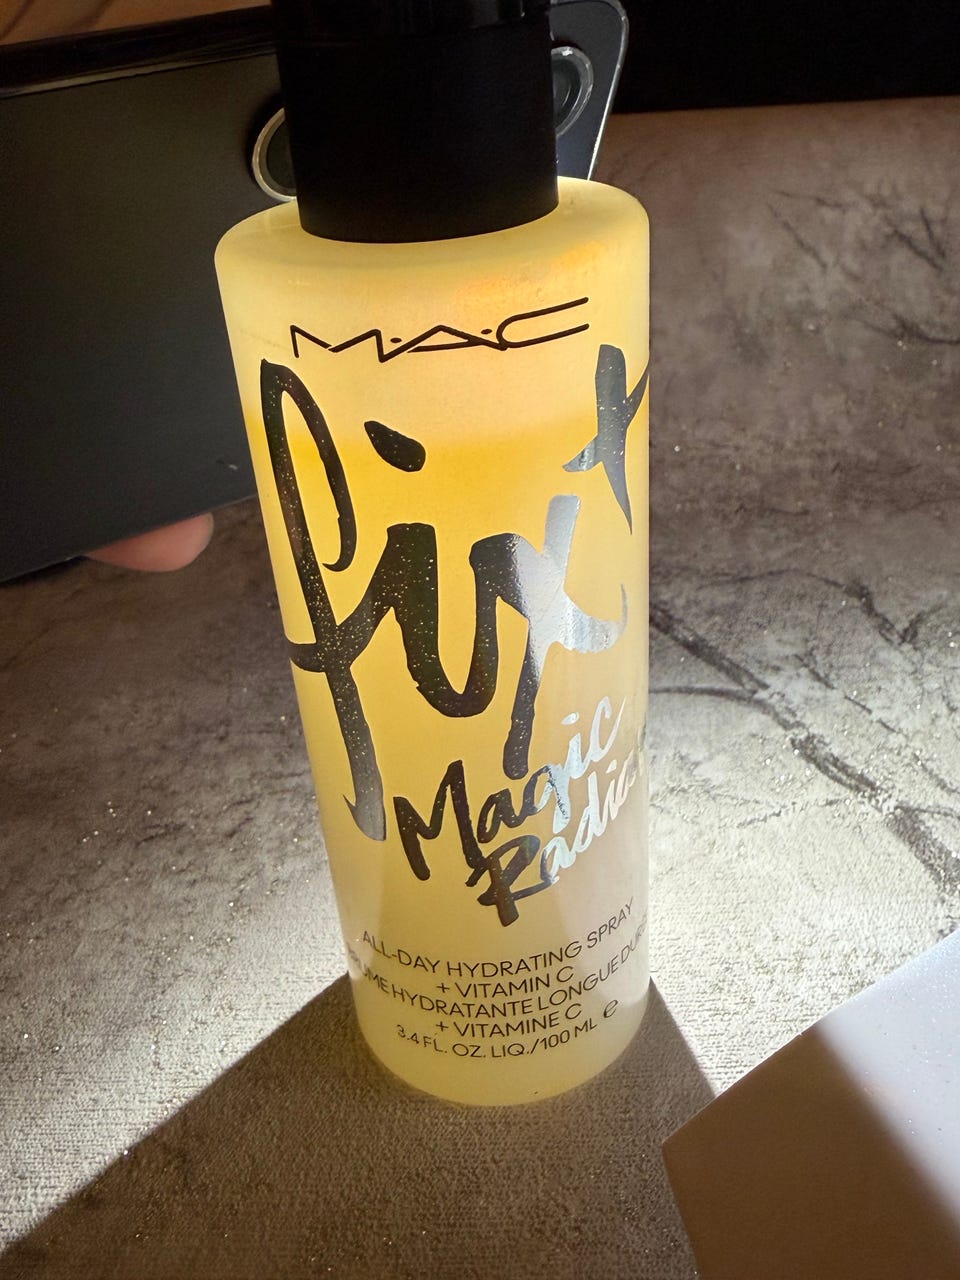 M·A·C
fix+
Magic
ALL-DAY HYDRATING SPRAY
+ VITAMIN C
HYDRATANTE LONGUE
+ VITAMINE C
3.4 FL. OZ. LIQ./100 ML ℮